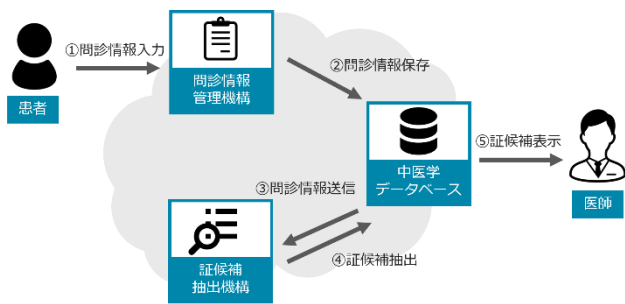 ①問診情報入力
患者
問診情報
管理機構
②問診情報保存
中医学
データベース
③問診情報送信
④証候補抽出
証候補
抽出機構
⑤証候補表示
医師